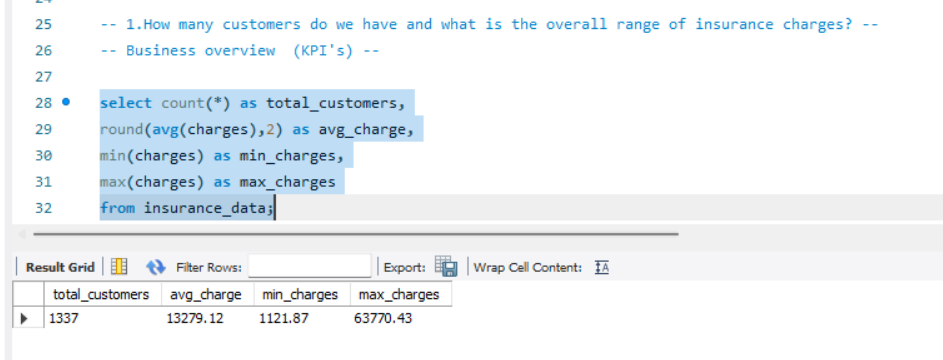 25 -- 1.How many customers do we have and what is the overall range of insurance charges? --
26 -- Business overview  (KPI's) --
27
28 select count(*) as total_customers,
29 round(avg(charges),2) as avg_charge,
30 min(charges) as min_charges,
31 max(charges) as max_charges
32 from insurance_data;
Result Grid Filter Rows: Export: Wrap Cell Content: IA
total_customers avg_charge min_charges max_charges
1337 13279.12 1121.87 63770.43